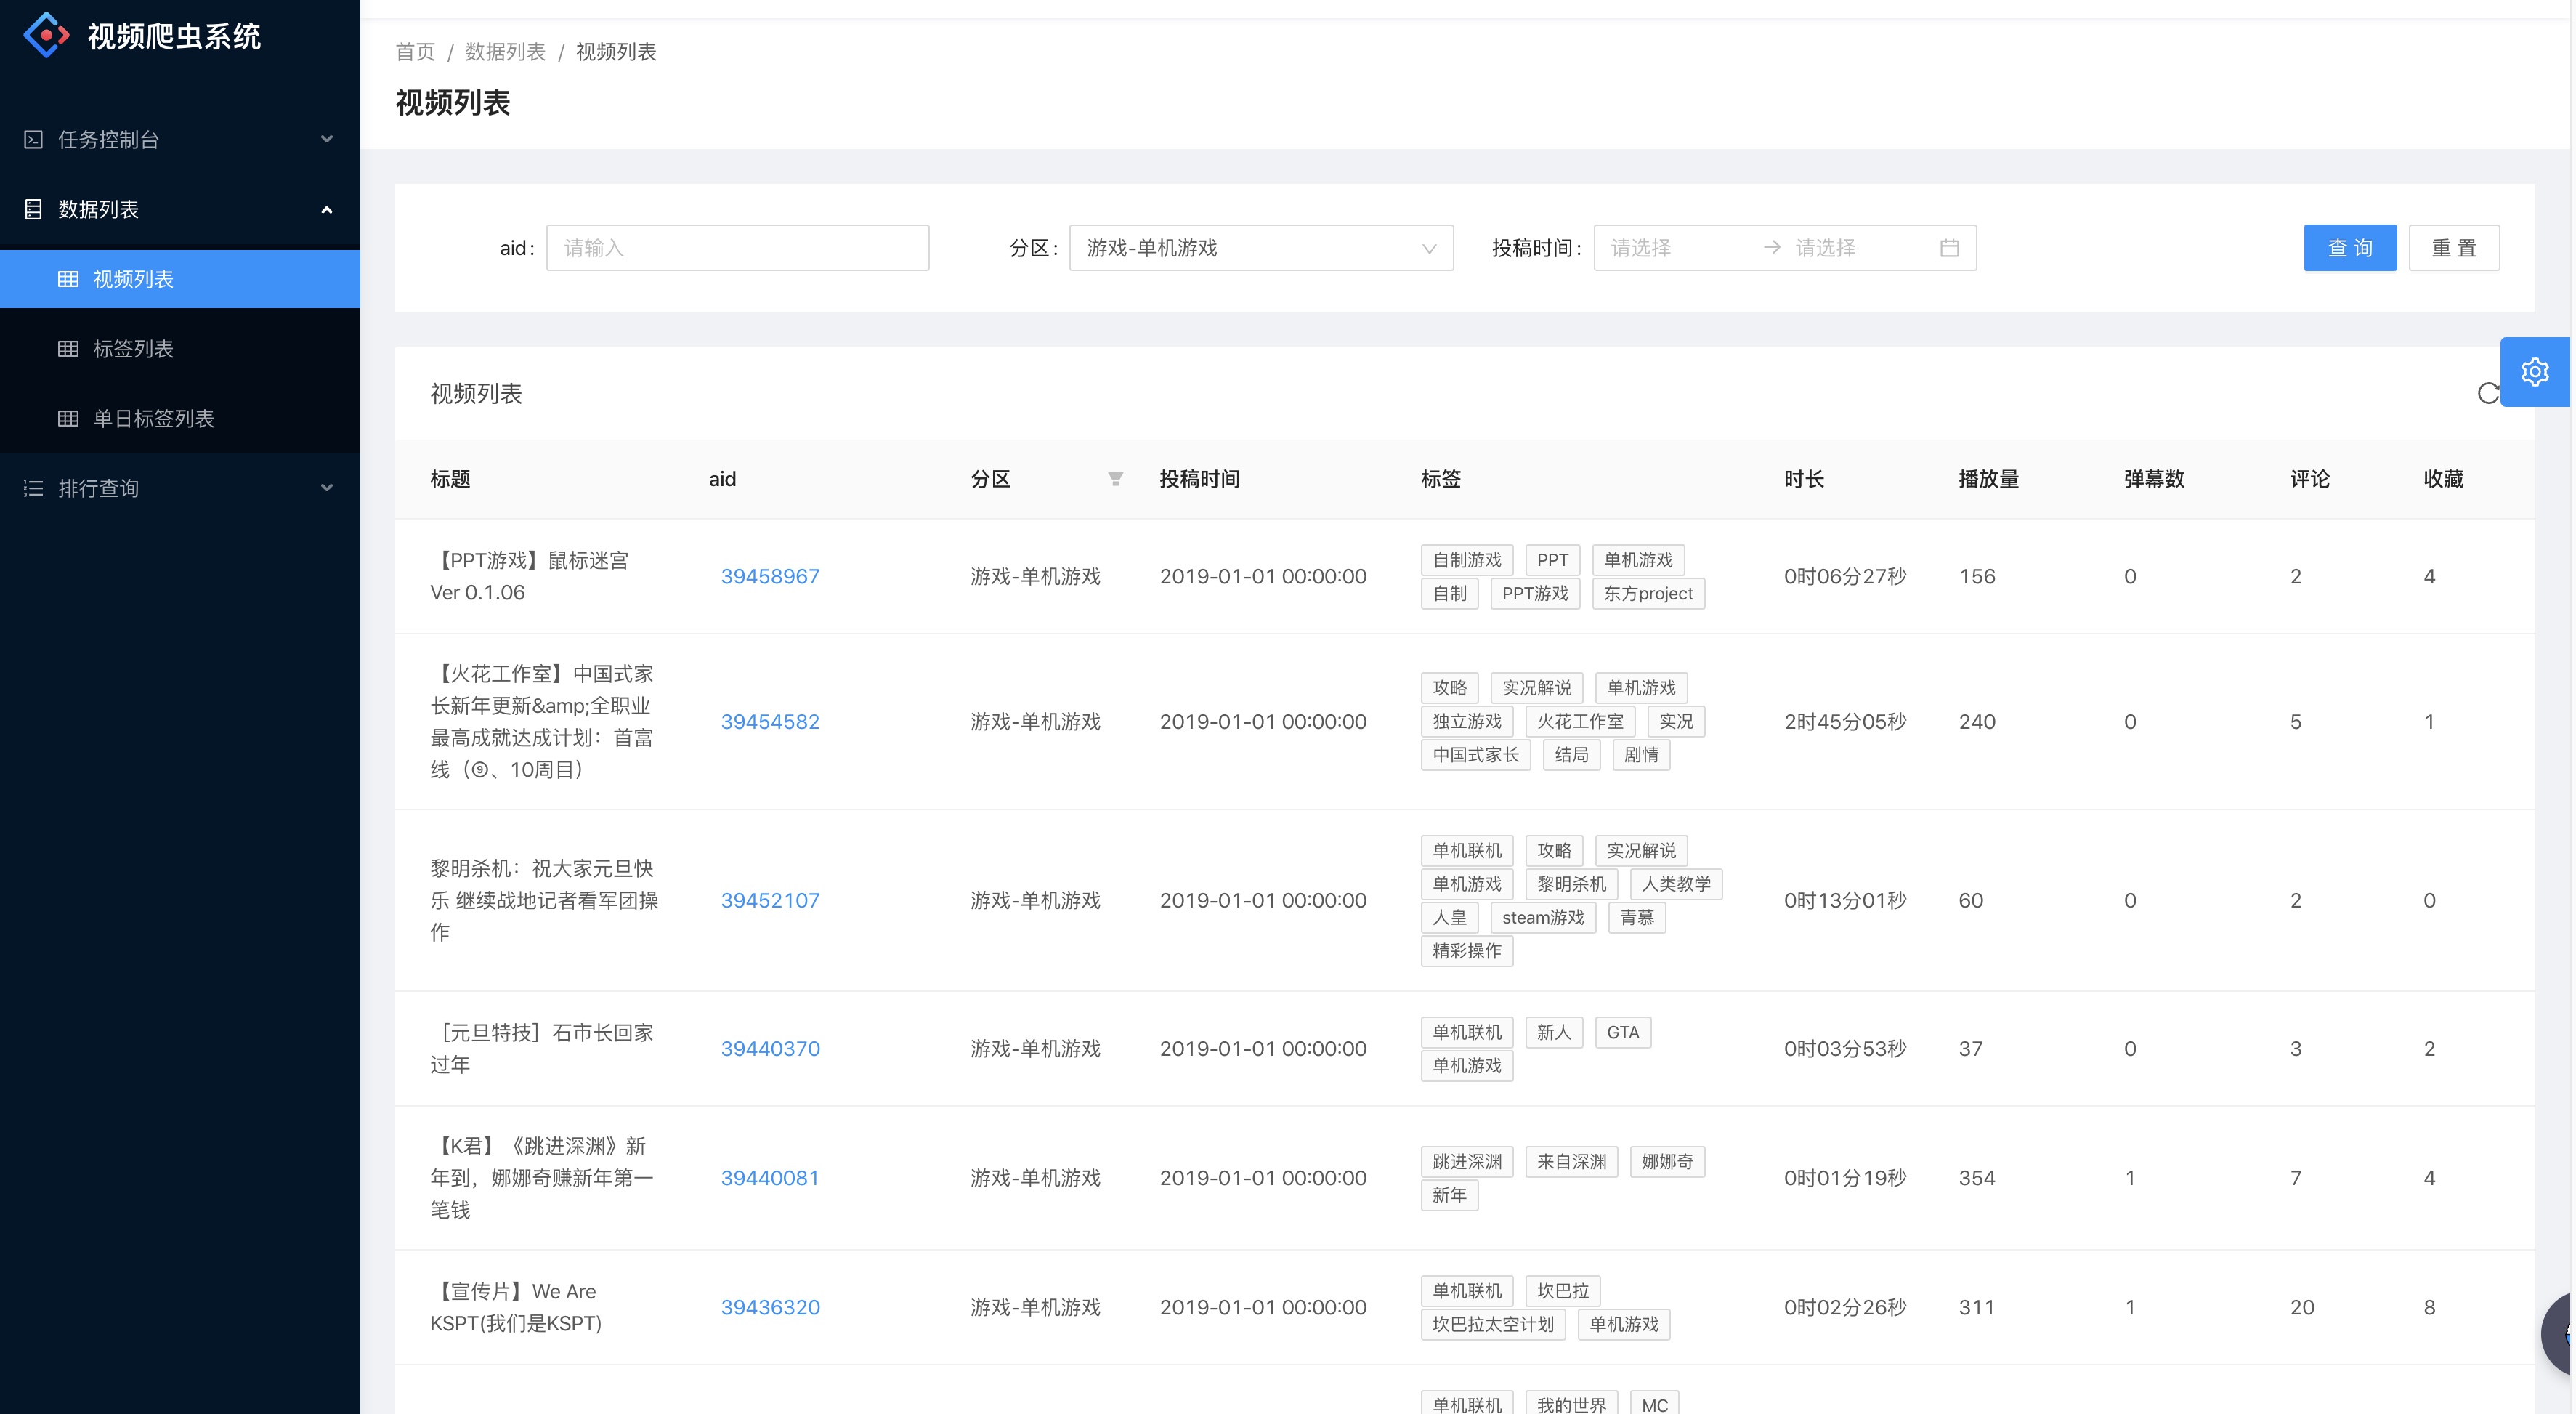 视频爬虫系统
任务控制台
数据列表
视频列表
标签列表
单日标签列表
排行查询
首页 / 数据列表 / 视频列表
视频列表
aid: 请输入 分区: 游戏-单机游戏 投稿时间: 请选择 → 请选择 查 询 重 置
视频列表
标题 aid 分区 投稿时间 标签 时长 播放量 弹幕数 评论 收藏
【PPT游戏】鼠标迷宫
Ver 0.1.06
39458967 游戏-单机游戏 2019-01-01 00:00:00
自制游戏 PPT 单机游戏
自制 PPT游戏 东方project
0时06分27秒 156 0 2 4
【火花工作室】中国式家
长新年更新&amp;全职业
最高成就达成计划：首富
线（⑨、10周目）
39454582 游戏-单机游戏 2019-01-01 00:00:00
攻略 实况解说 单机游戏
独立游戏 火花工作室 实况
中国式家长 结局 剧情
2时45分05秒 240 0 5 1
黎明杀机：祝大家元旦快
乐 继续战地记者看军团操
作
39452107 游戏-单机游戏 2019-01-01 00:00:00
单机联机 攻略 实况解说
单机游戏 黎明杀机 人类教学
人皇 steam游戏 青慕
精彩操作
0时13分01秒 60 0 2 0
［元旦特技］石市长回家
过年
39440370 游戏-单机游戏 2019-01-01 00:00:00
单机联机 新人 GTA
单机游戏
0时03分53秒 37 0 3 2
【K君】《跳进深渊》新
年到，娜娜奇赚新年第一
笔钱
39440081 游戏-单机游戏 2019-01-01 00:00:00
跳进深渊 来自深渊 娜娜奇
新年
0时01分19秒 354 1 7 4
【宣传片】We Are
KSPT(我们是KSPT)
39436320 游戏-单机游戏 2019-01-01 00:00:00
单机联机 坎巴拉
坎巴拉太空计划 单机游戏
0时02分26秒 311 1 20 8
单机联机 我的世界 MC